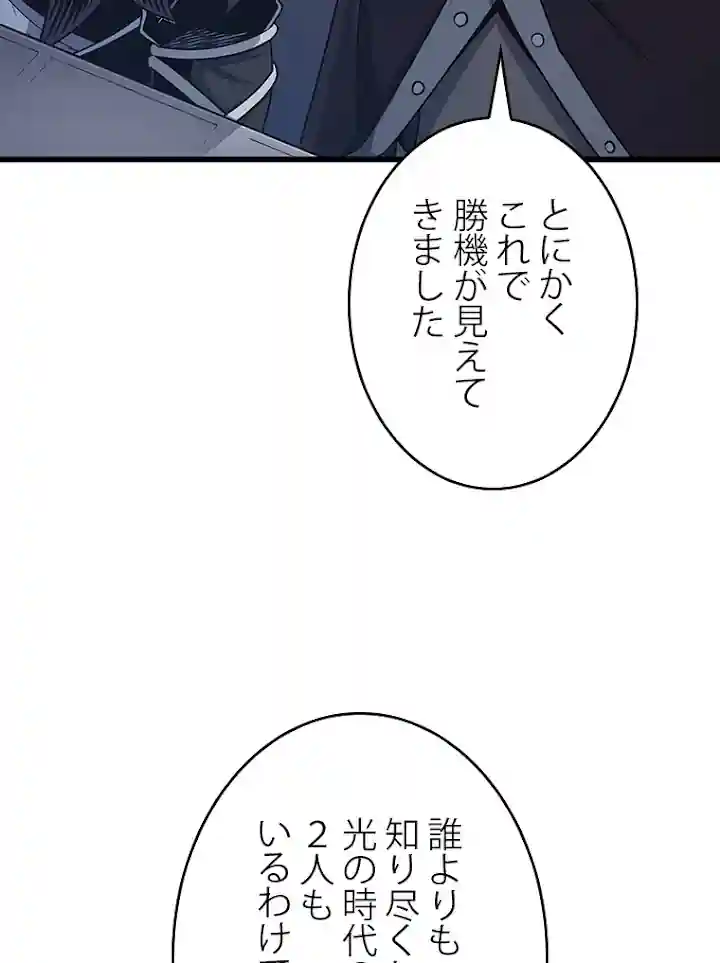 とにかく
これで
勝機が見えて
きました
誰よりも
知り尽く
光の時代
2人も
いるわけ